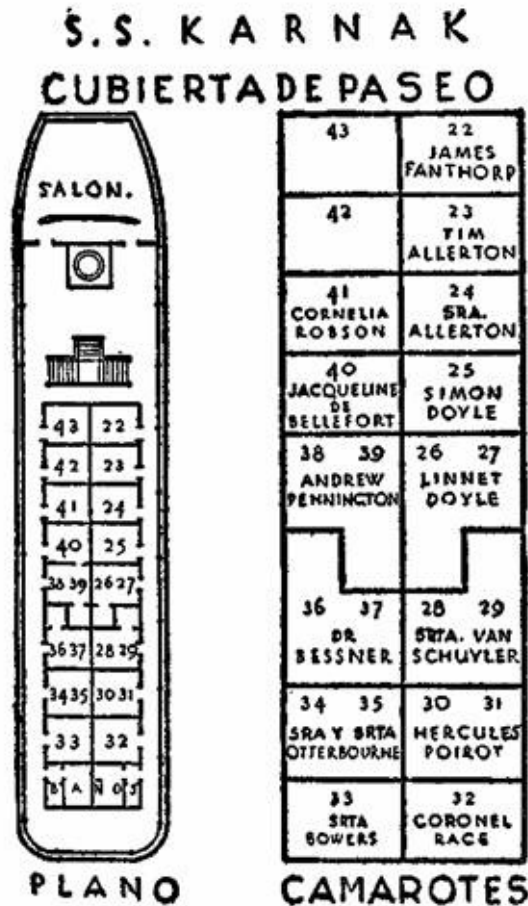 S.S. KARNAK
CUBIERTA DE PASEO
SALON.
43 22
42 23
41 24
40 25
38 39 26 27
36 37 28 29
34 35 30 31
33 32
B A Ñ O S
PLANO
43
22
JAMES
FANTHORP
42
23
TIM
ALLERTON
41
CORNELIA
ROBSON
24
SRA.
ALLERTON
40
JACQUELINE
DE
BELLEFORT
25
SIMON
DOYLE
38 39
ANDREW
PENNINGTON
26 27
LINNET
DOYLE
36 37
DR
BESSNER
28 29
SRTA. VAN
SCHUYLER
34 35
SRA Y SRTA
OTTERBOURNE
30 31
HERCULES
POIROT
33
SRTA
BOWERS
32
CORONEL
RACE
CAMAROTES